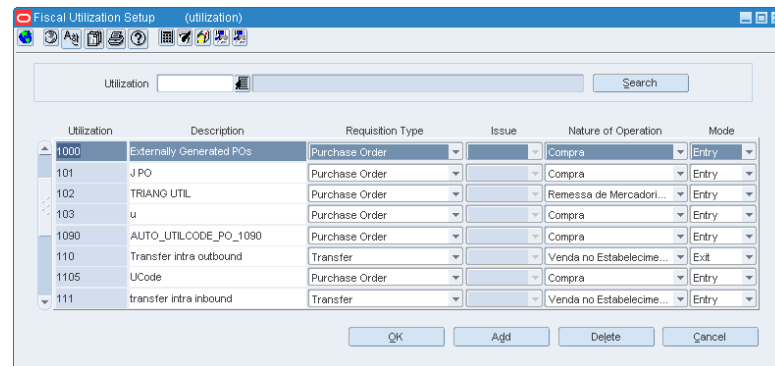 Fiscal Utilization Setup (utilization)
Utilization Search
Utilization Description Requisition Type Issue Nature of Operation Mode
1000 Externally Generated POs Purchase Order Compra Entry
101 J PO Purchase Order Compra Entry
102 TRIANG UTIL Purchase Order Remessa de Mercadori... Entry
103 u Purchase Order Compra Entry
1090 AUTO_UTILCODE_PO_1090 Purchase Order Compra Entry
110 Transfer intra outbound Transfer Venda no Estabelecime... Exit
1105 UCode Purchase Order Compra Entry
111 transfer intra inbound Transfer Venda no Estabelecime... Entry
OK Add Delete Cancel